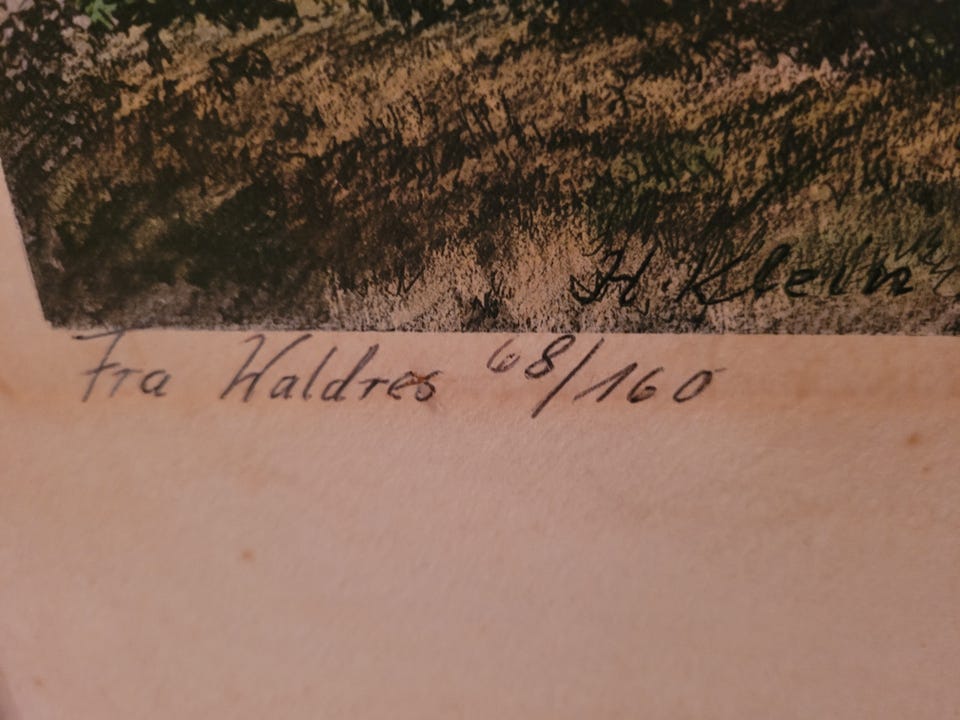 H. Klein
Fra Waldres 68/160